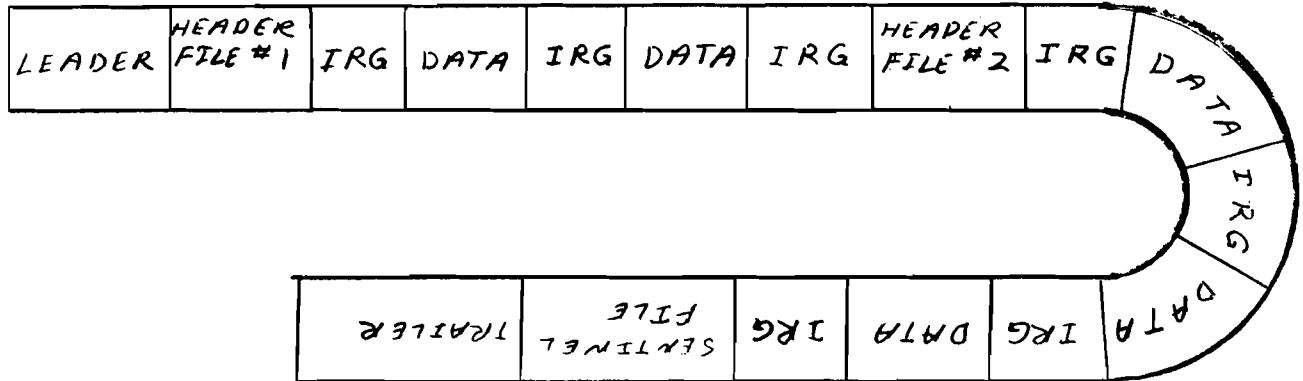 LEADER
HEADER
FILE #1
IRG
DATA
IRG
DATA
IRG
HEADER
FILE #2
IRG
DATA
IRG
DATA
IRG
DATA
IRG
SENTINEL
FILE
TRAILER